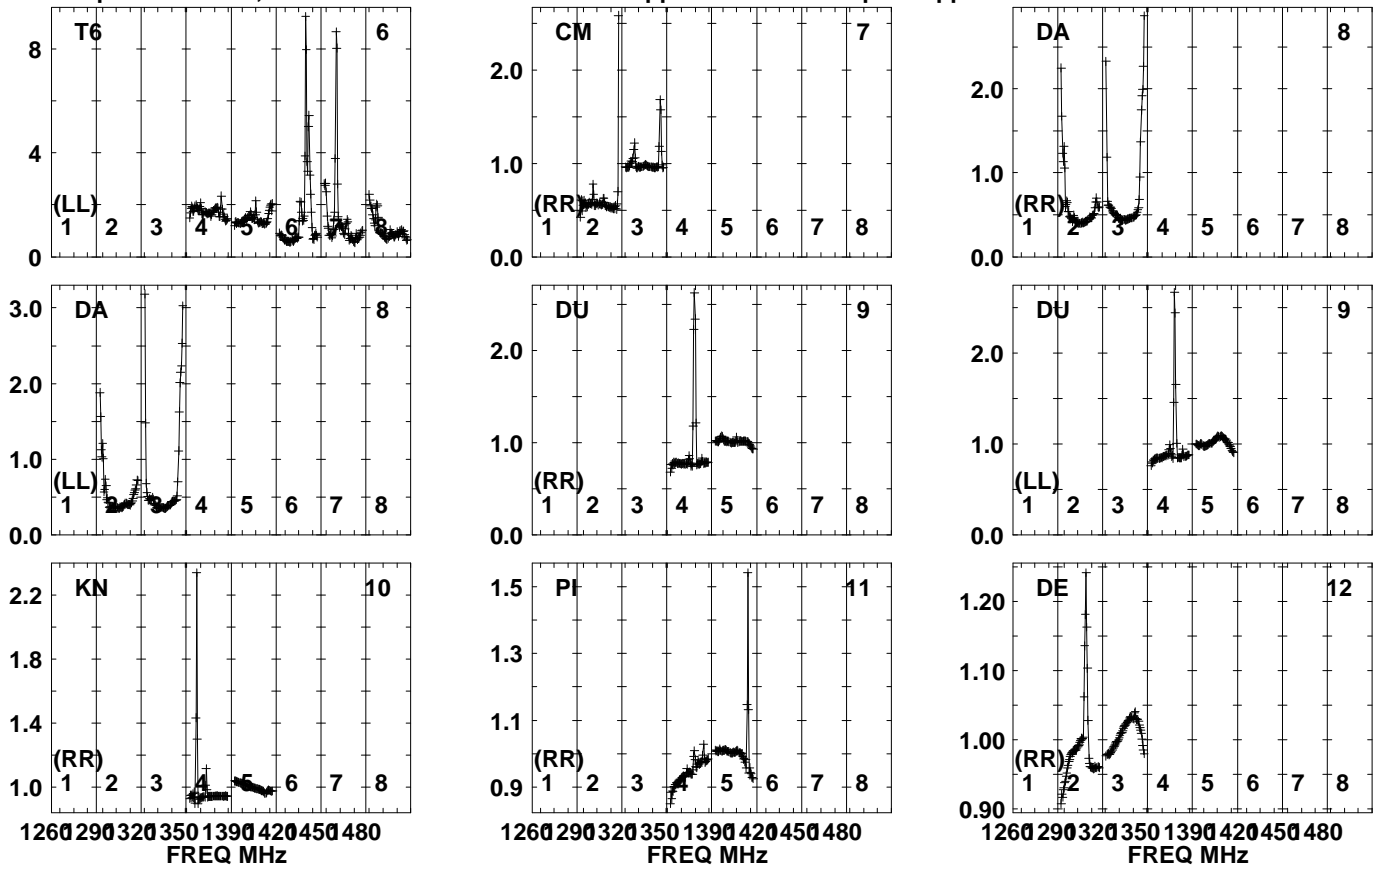 T6 6
8
4
0
(LL)
1 2 3 4 5 6 7 8
CM 7
2.0
1.0
0.0
(RR)
1 2 3 4 5 6 7 8
DA 8
2.0
1.0
0.0
(RR)
1 2 3 4 5 6 7 8
DA 8
3.0
2.0
1.0
0.0
(LL)
1 2 3 4 5 6 7 8
DU 9
2.0
1.0
0.0
(RR)
1 2 3 4 5 6 7 8
DU 9
2.0
1.0
0.0
(LL)
1 2 3 4 5 6 7 8
KN 10
2.2
1.8
1.4
1.0
(RR)
1 2 3 4 5 6 7 8
1260 1290 1320 1350 1390 1420 1450 1480
FREQ MHz
PI 11
1.5
1.3
1.1
0.9
(RR)
1 2 3 4 5 6 7 8
1260 1290 1320 1350 1390 1420 1450 1480
FREQ MHz
DE 12
1.20
1.10
1.00
0.90
(RR)
1 2 3 4 5 6 7 8
1260 1290 1320 1350 1390 1420 1450 1480
FREQ MHz